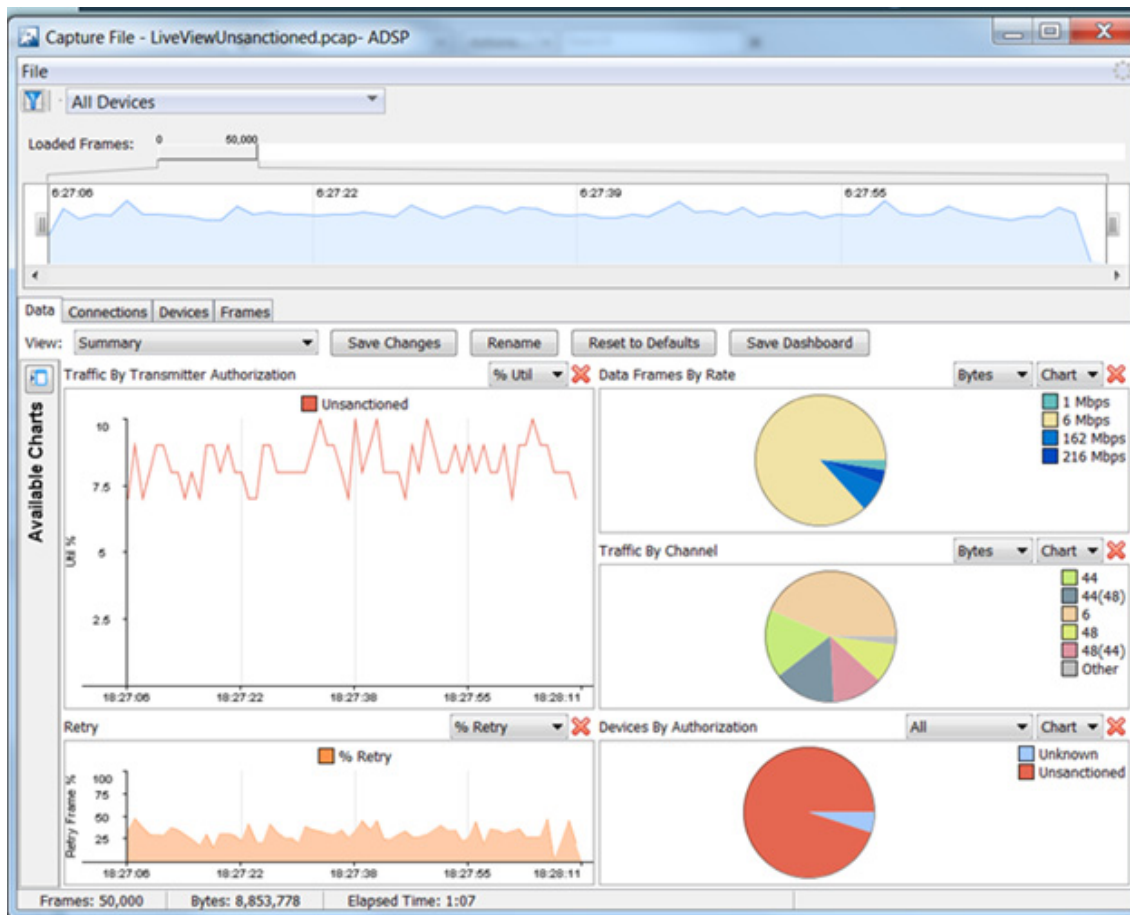 Capture File - LiveViewUnsanctioned.pcap- ADSP
File
All Devices
Loaded Frames: 0 50,000
6:27:06 6:27:22 6:27:39 6:27:55
Data Connections Devices Frames
View: Summary Save Changes Rename Reset to Defaults Save Dashboard
Available Charts
Traffic By Transmitter Authorization % Util
Unsanctioned
10
7.5
5
2.5
Util %
18:27:06 18:27:22 18:27:38 18:27:55 18:28:11
Retry % Retry
% Retry
100
75
50
25
Retry Frame %
18:27:06 18:27:22 18:27:38 18:27:55 18:28:11
Data Frames By Rate Bytes Chart
1 Mbps
6 Mbps
162 Mbps
216 Mbps
Traffic By Channel Bytes Chart
44
44(48)
6
48
48(44)
Other
Devices By Authorization All Chart
Unknown
Unsanctioned
Frames: 50,000 Bytes: 8,853,778 Elapsed Time: 1:07